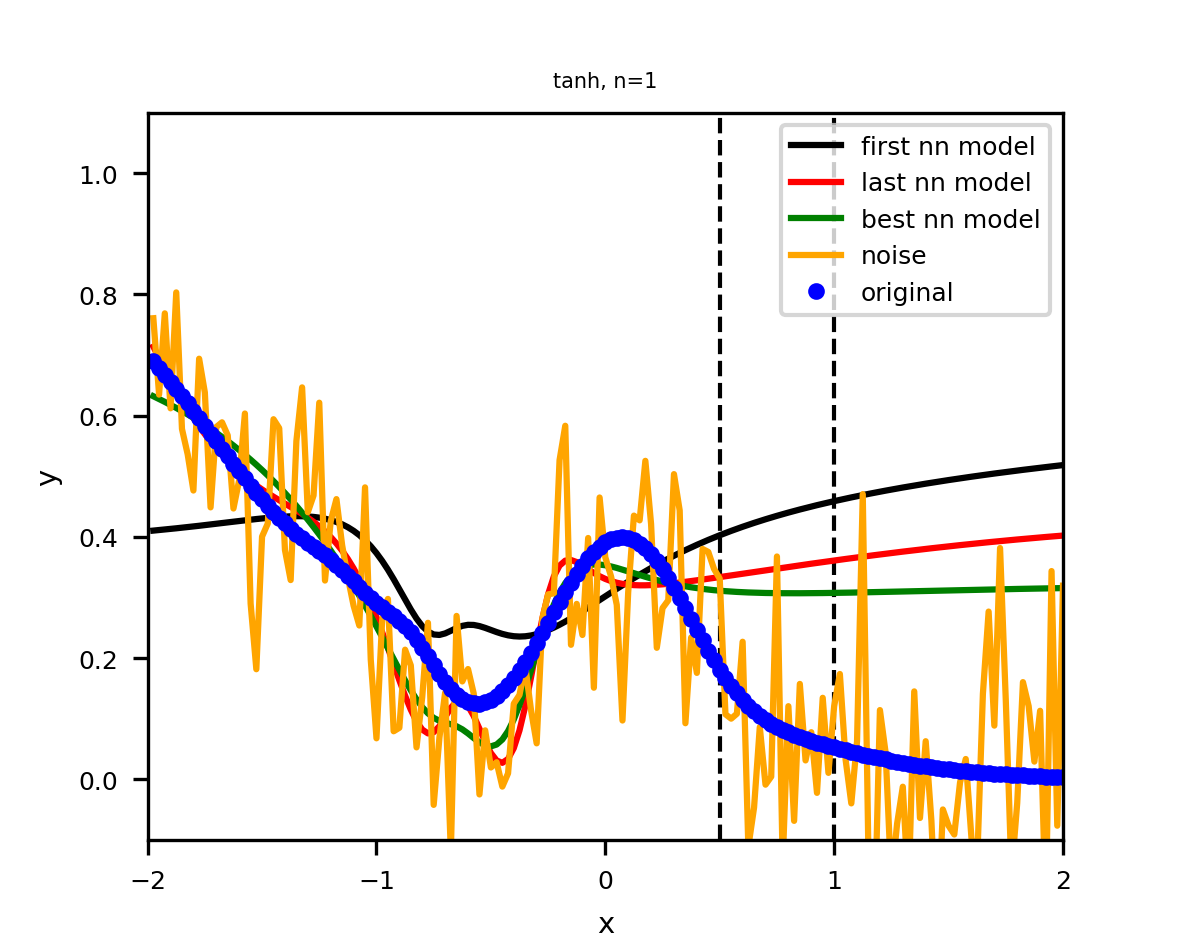 tanh, n=1
first nn model
last nn model
best nn model
noise
original
1.0
0.8
0.6
0.4
0.2
0.0
y
−2 −1 0 1 2
x